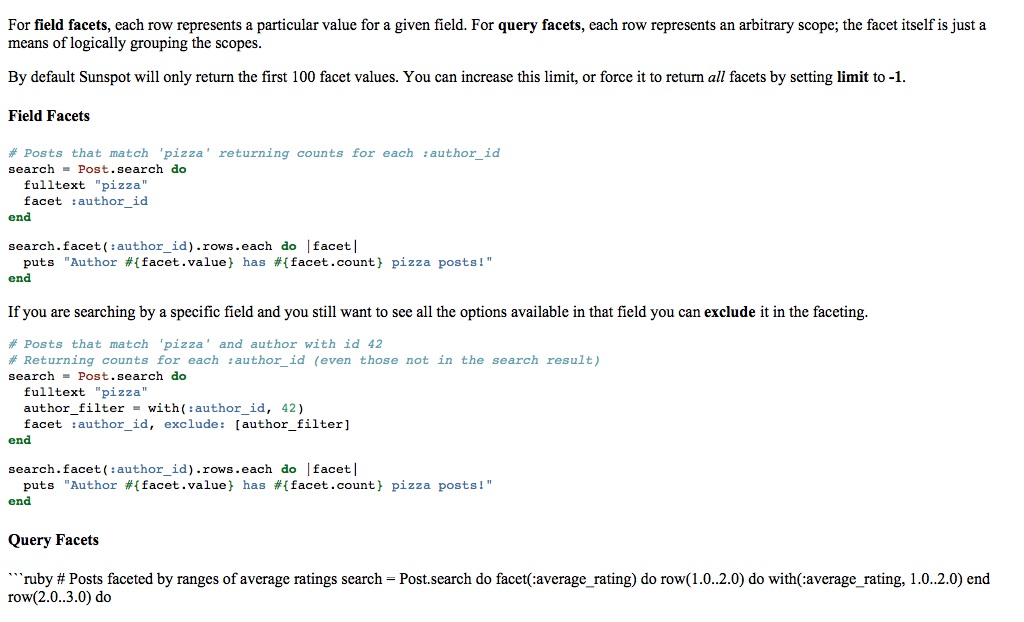 For field facets, each row represents a particular value for a given field. For query facets, each row represents an arbitrary scope; the facet itself is just a
means of logically grouping the scopes.
By default Sunspot will only return the first 100 facet values. You can increase this limit, or force it to return all facets by setting limit to -1.
Field Facets
# Posts that match 'pizza' returning counts for each :author_id
search = Post.search do
  fulltext "pizza"
  facet :author_id
end
search.facet(:author_id).rows.each do |facet|
  puts "Author #{facet.value} has #{facet.count} pizza posts!"
end
If you are searching by a specific field and you still want to see all the options available in that field you can exclude it in the faceting.
# Posts that match 'pizza' and author with id 42
# Returning counts for each :author_id (even those not in the search result)
search = Post.search do
  fulltext "pizza"
  author_filter = with(:author_id, 42)
  facet :author_id, exclude: [author_filter]
end
search.facet(:author_id).rows.each do |facet|
  puts "Author #{facet.value} has #{facet.count} pizza posts!"
end
Query Facets
```ruby # Posts faceted by ranges of average ratings search = Post.search do facet(:average_rating) do row(1.0..2.0) do with(:average_rating, 1.0..2.0) end
row(2.0..3.0) do